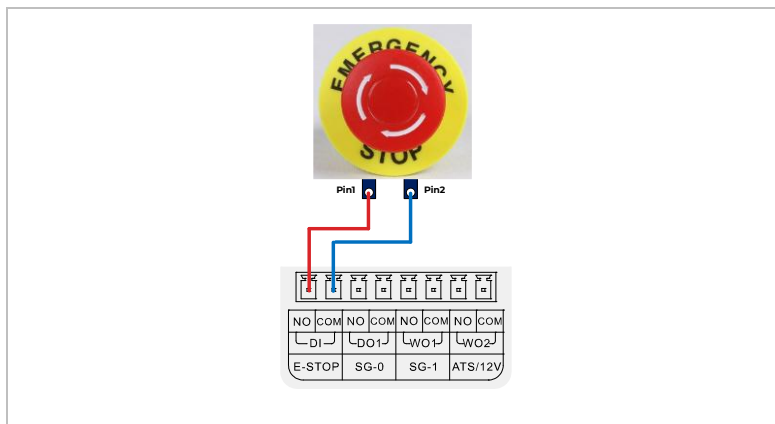 EMERGENCY
STOP
Pin1 Pin2
NO COM NO COM NO COM NO COM
DI DO1 WO1 WO2
E-STOP SG-0 SG-1 ATS/12V